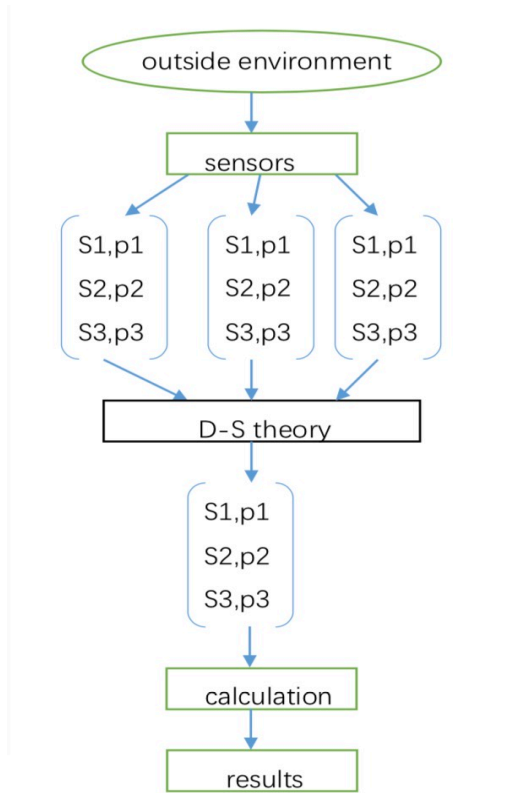 outside environment
sensors
S1,p1
S2,p2
S3,p3
S1,p1
S2,p2
S3,p3
S1,p1
S2,p2
S3,p3
D-S theory
S1,p1
S2,p2
S3,p3
calculation
results